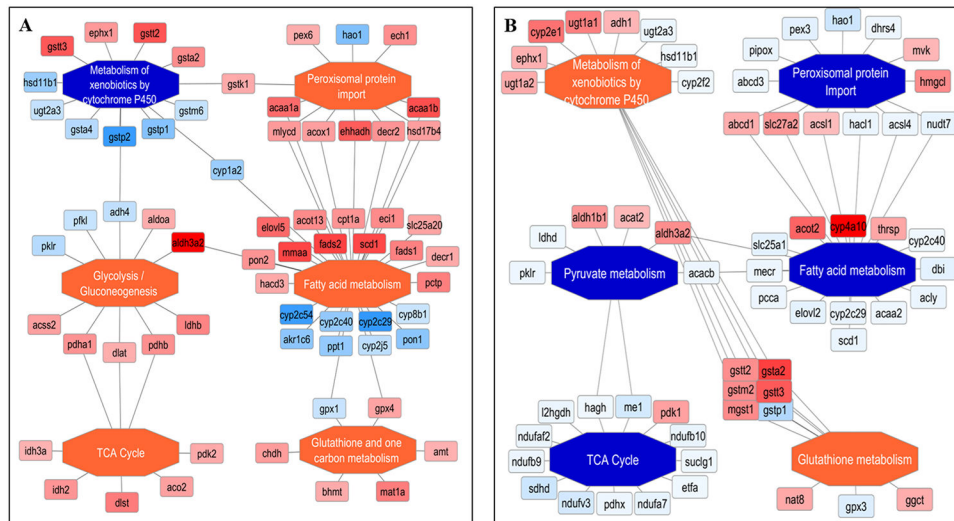 A
pex6
hao1
ech1
ephx1
gstt2
gstt3
gsta2
hsd11b1
Metabolism of
xenobiotics by
cytochrome P450
Peroxisomal protein
import
gstk1
ugt2a3
gstm6
gsta4
gstp1
gstp2
acaa1a
acaa1b
mlycd
acox1
ehhadh
decr2
hsd17b4
cyp1a2
adh4
pfkl
aldoa
pklr
aldh3a2
elovl5
acot13
cpt1a
eci1
slc25a20
mmaa
fads2
scd1
fads1
pon2
decr1
hacd3
pctp
Glycolysis /
Gluconeogenesis
Fatty acid metabolism
cyp2c54
cyp2c40
cyp2c29
cyp8b1
akr1c6
ppt1
cyp2j5
pon1
acss2
ldhb
pdha1
dlat
pdhb
gpx1
gpx4
TCA Cycle
Glutathione and one
carbon metabolism
idh3a
pdk2
chdh
amt
idh2
aco2
dlst
bhmt
mat1a
B
cyp2e1
ugt1a1
adh1
ugt2a3
ephx1
hsd11b1
ugt1a2
cyp2f2
Metabolism of
xenobiotics by
cytochrome P450
pex3
hao1
dhrs4
pipox
mvk
abcd3
hmgcl
Peroxisomal protein
Import
abcd1
slc27a2
acsl1
hacl1
acsl4
nudt7
aldh1b1
acat2
aldh3a2
ldhd
pklr
Pyruvate metabolism
acacb
acot2
cyp4a10
thrsp
slc25a1
cyp2c40
mecr
dbi
Fatty acid metabolism
pcca
acly
elovl2
cyp2c29
acaa2
scd1
gstt2
gsta2
gstm2
gstt3
mgst1
gstp1
l2hgdh
hagh
me1
pdk1
ndufaf2
ndufb10
ndufb9
TCA Cycle
suclg1
sdhd
etfa
ndufv3
pdhx
ndufa7
Glutathione metabolism
nat8
gpx3
ggct